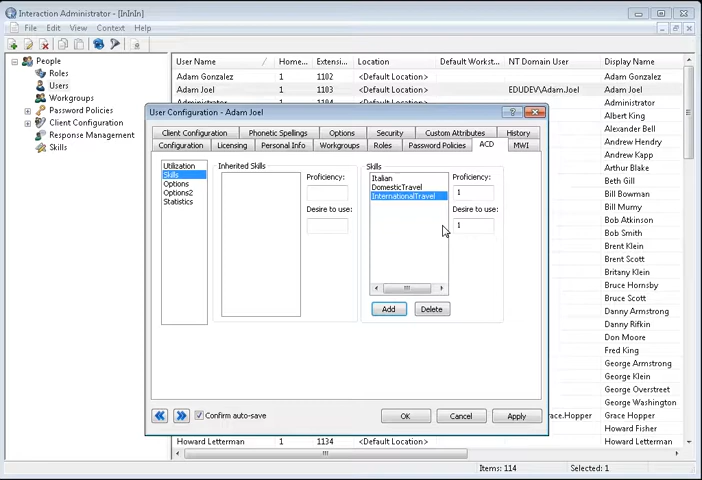 Interaction Administrator - [InInIn]
File Edit View Context Help
People
Roles
Users
Workgroups
Password Policies
Client Configuration
Response Management
Skills
User Name Home... Extensi... Location Default Workst... NT Domain User Display Name
Adam Gonzalez 1 1102 <Default Location> Adam Gonzalez
Adam Joel 1 1103 <Default Location> EDUDEV\Adam.Joel Adam Joel
Administrator
Albert King
Alexander Bell
Andrew Hendry
Andrew Kapp
Arthur Blake
Beth Gill
Bill Bowman
Bill Mumy
Bob Atkinson
Bob Smith
Brent Klein
Brent Scott
Britany Klein
Bruce Hornsby
Bruce Scott
Danny Armstrong
Danny Rifkin
Don Moore
Fred King
George Armstrong
George Klein
George Overstreet
George Washington
Grace Hopper
Howard Fisher
Howard Letterman 1 1134 <Default Location> Howard Letterman
User Configuration - Adam Joel
Client Configuration Phonetic Spellings Options Security Custom Attributes History
Configuration Licensing Personal Info Workgroups Roles Password Policies ACD MWI
Utilization
Skills
Options
Options2
Statistics
Inherited Skills
Proficiency:
Desire to use:
Skills
Italian
DomesticTravel
InternationalTravel
Proficiency:
1
Desire to use:
1
Add Delete
Confirm auto-save OK Cancel Apply
Items: 114 Selected: 1